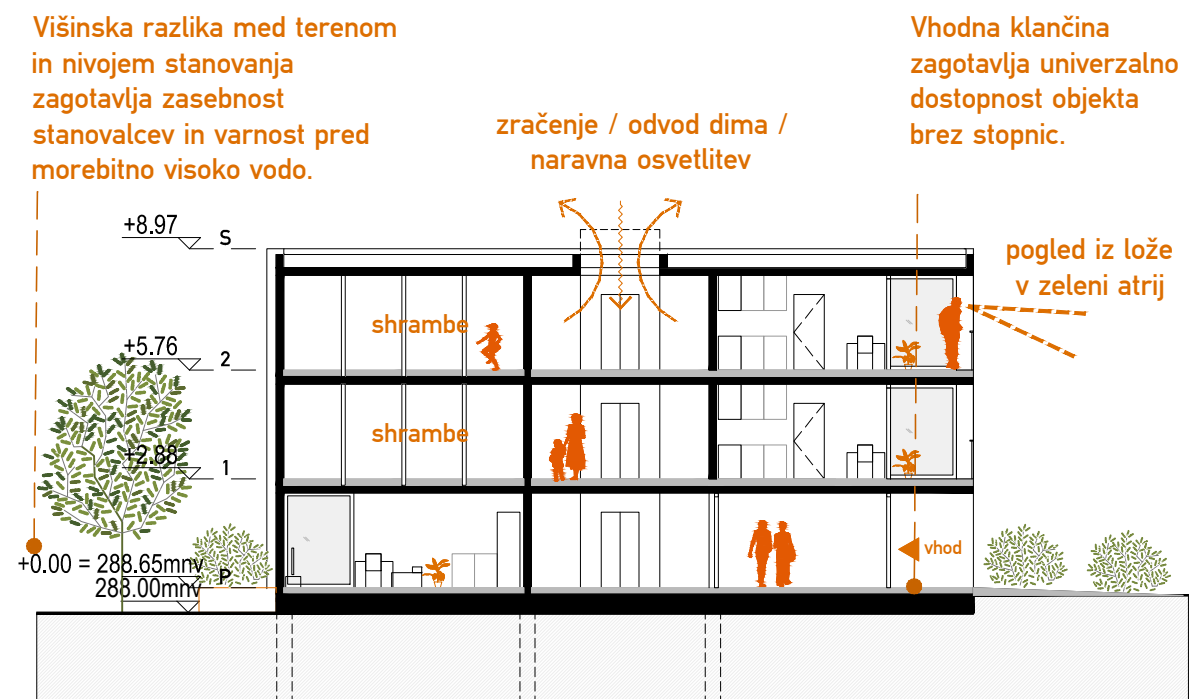 Višinska razlika med terenom
in nivojem stanovanja
zagotavlja zasebnost
stanovalcev in varnost pred
morebitno visoko vodo.
zračenje / odvod dima /
naravna osvetlitev
Vhodna klančina
zagotavlja univerzalno
dostopnost objekta
brez stopnic.
pogled iz lože
v zeleni atrij
+8.97 S
shrambe
+5.76 2
shrambe
+2.88 1
vhod
+0.00 = 288.65mnv P
288.00mnv